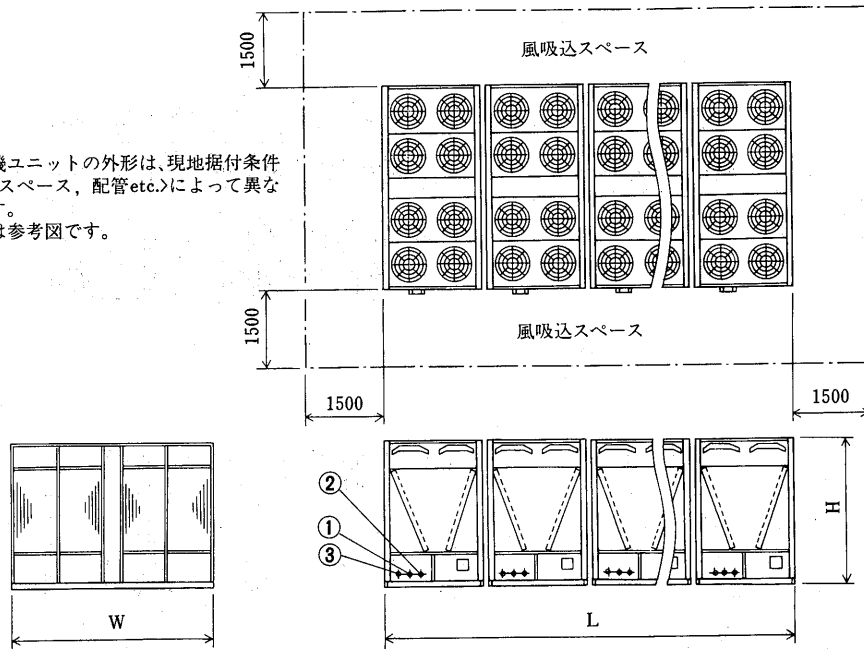 1500
風吸込スペース
機ユニットの外形は、現地据付条件
スペース，配管etc.〉によって異な
す。
は参考図です。
1500
風吸込スペース
1500
1500
②
①
③
H
W
L